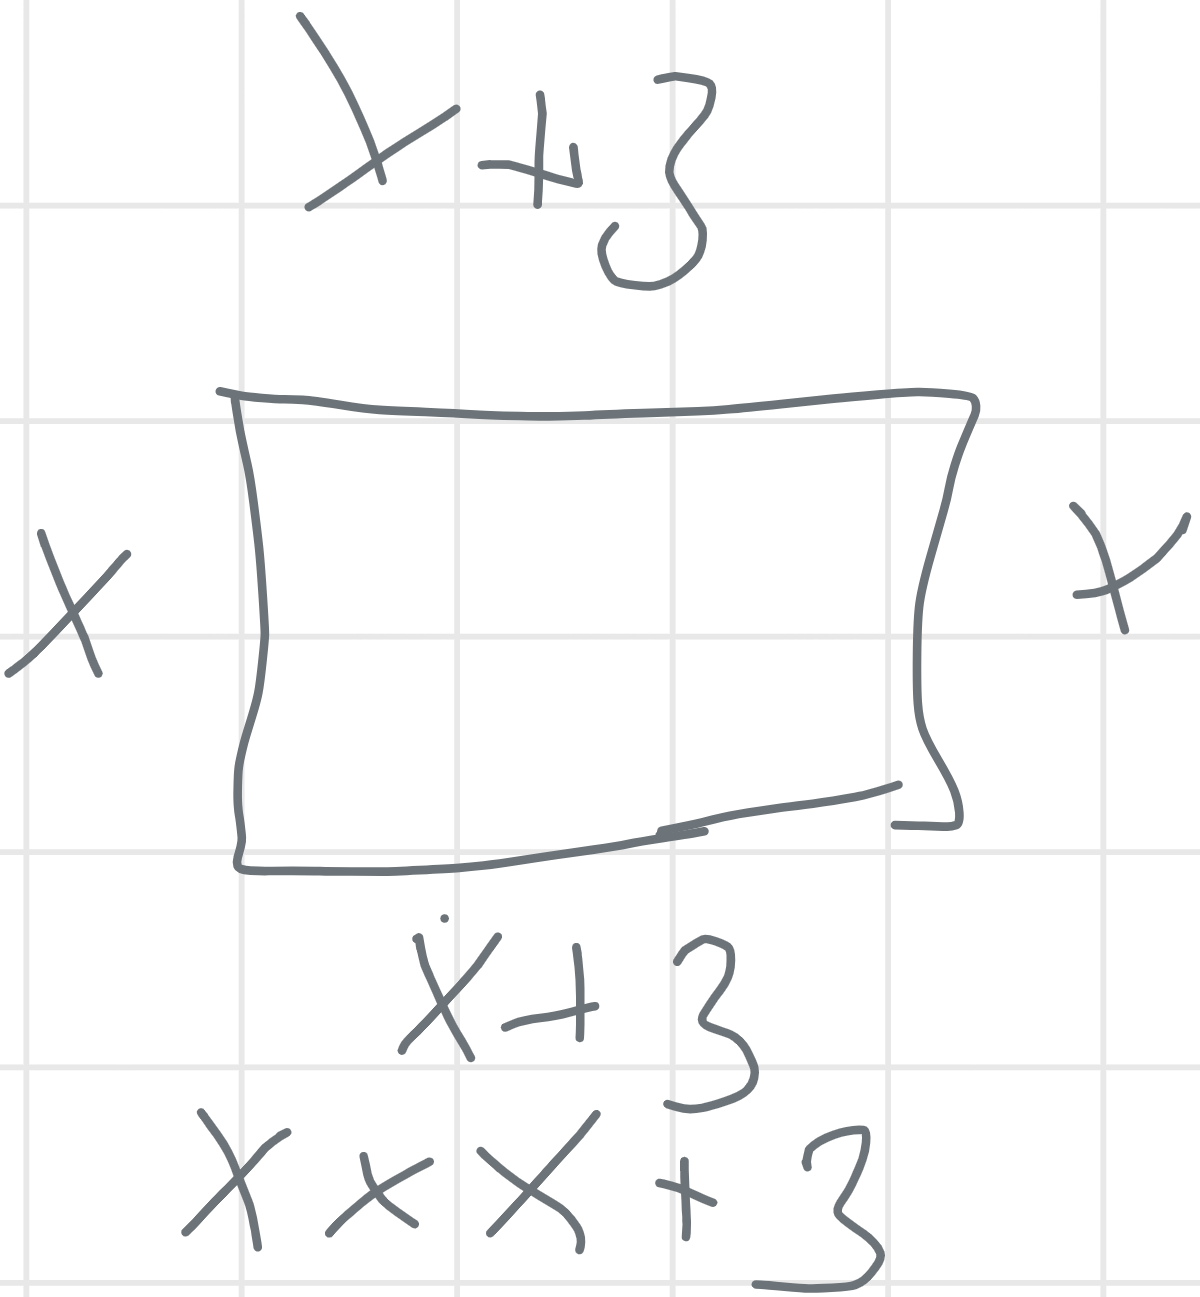 x + 3
x
x
x + 3
x × x + 3